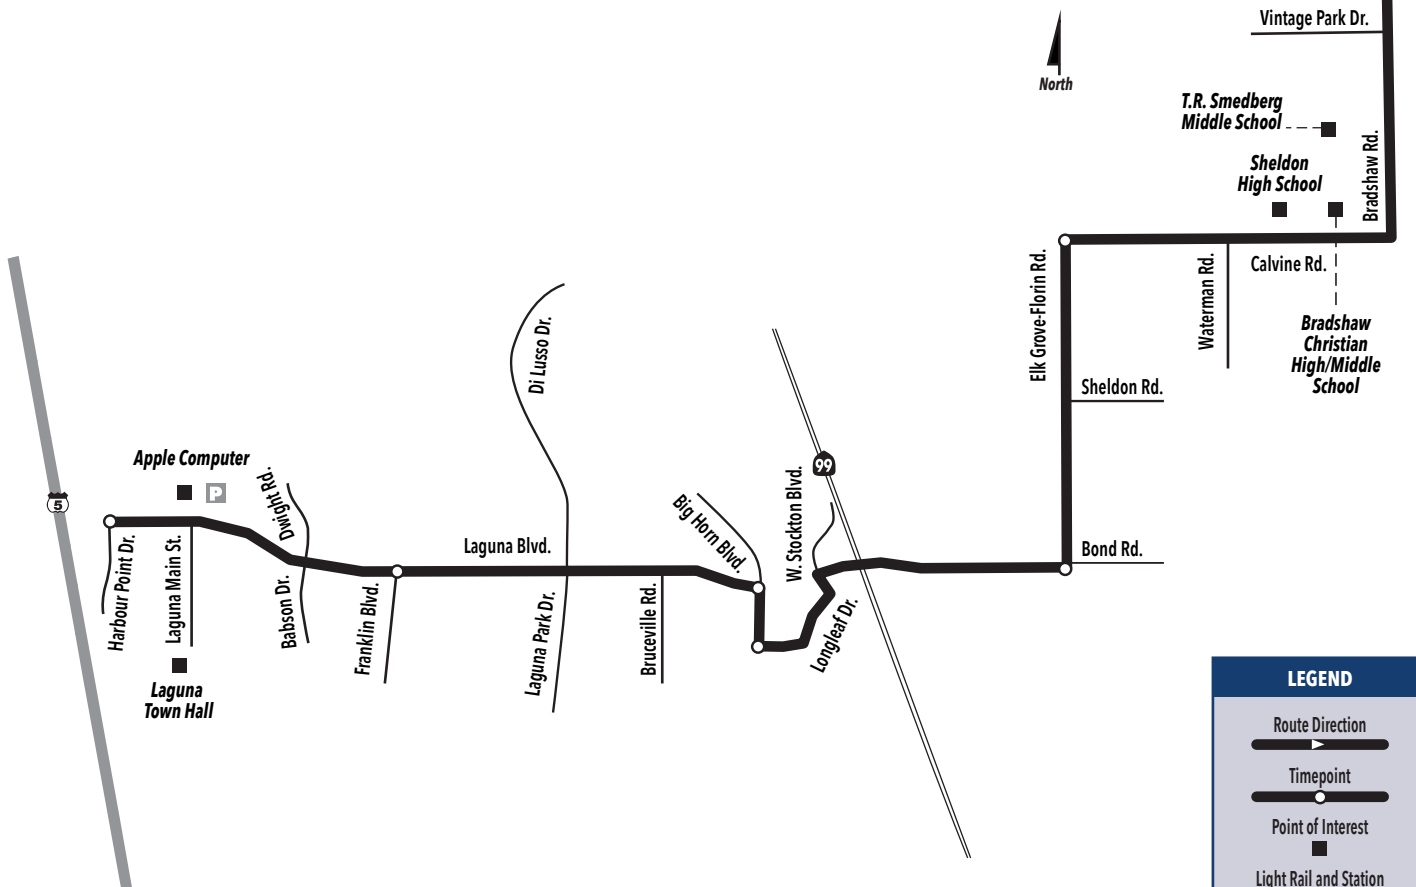 Vintage Park Dr.
North
T.R. Smedberg
Middle School
Bradshaw Rd.
Sheldon
High School
Elk Grove-Florin Rd.
Waterman Rd.
Calvine Rd.
Bradshaw
Christian
High/Middle
School
Di Lusso Dr.
Sheldon Rd.
Apple Computer
P
Dwight Rd.
99
5
W. Stockton Blvd.
Big Horn Blvd.
Laguna Blvd.
Bond Rd.
Harbour Point Dr.
Laguna Main St.
Babson Dr.
Franklin Blvd.
Laguna Park Dr.
Bruceville Rd.
Longleaf Dr.
Laguna
Town Hall
LEGEND
Route Direction
Timepoint
Point of Interest
Light Rail and Station